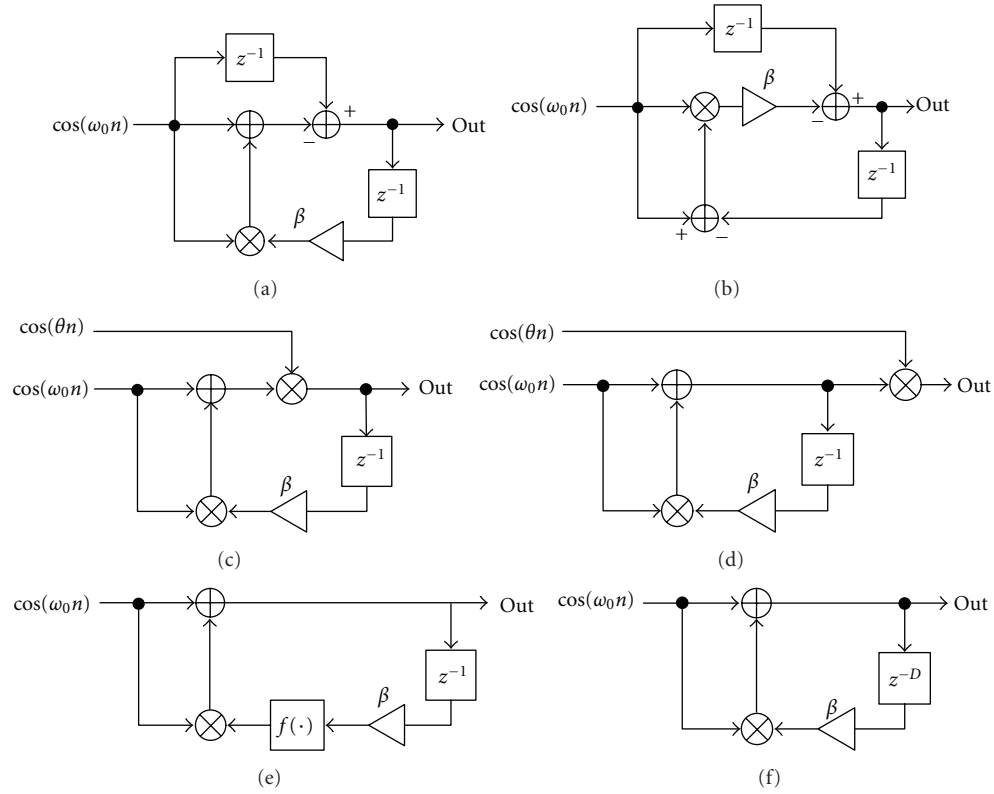 z⁻¹
β
cos(ω₀n)
+
−
Out
z⁻¹
β
(a)
z⁻¹
β
cos(ω₀n)
+
−
Out
z⁻¹
+
−
(b)
cos(θn)
cos(ω₀n)
Out
z⁻¹
β
(c)
cos(θn)
cos(ω₀n)
Out
z⁻¹
β
(d)
cos(ω₀n)
Out
z⁻¹
β
f(·)
(e)
cos(ω₀n)
Out
z⁻ᴰ
β
(f)